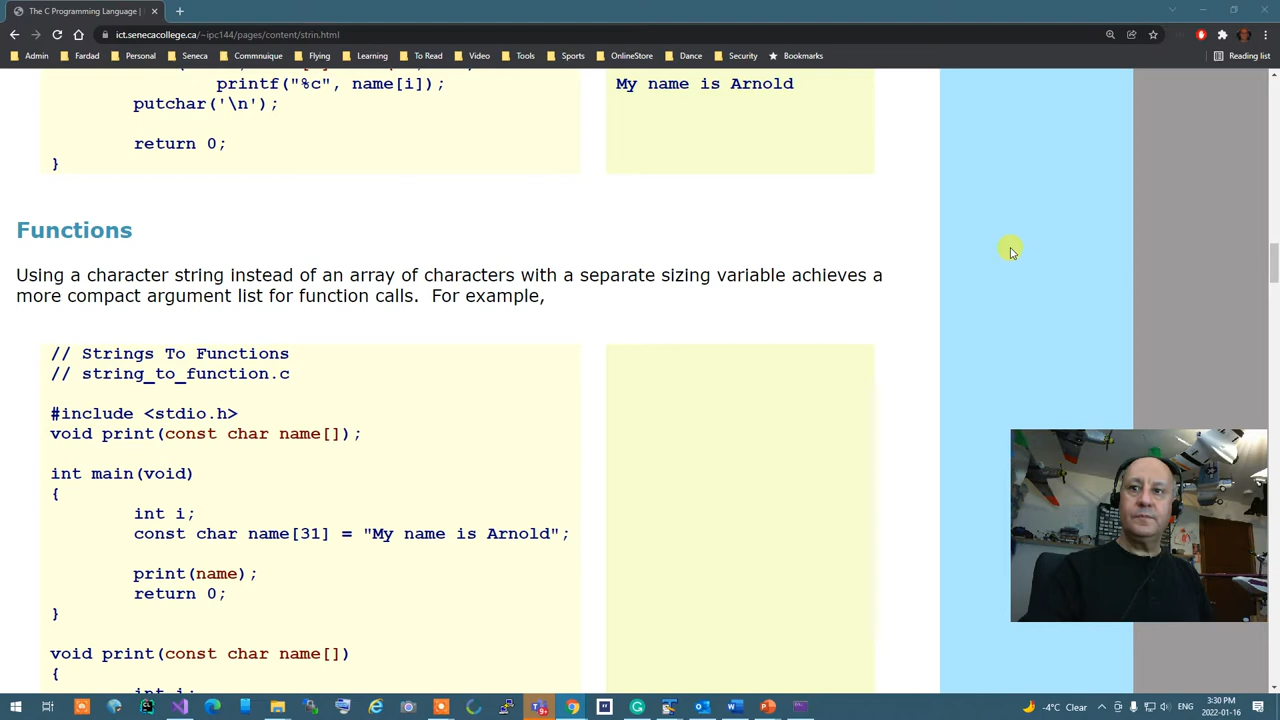 The C Programming Language |
ict.senecacollege.ca/~ipc144/pages/content/strin.html
Admin Fardad Personal Seneca Commnuique Flying Learning To Read Video Tools Sports OnlineStore Dance Security Bookmarks Reading list
printf("%c", name[i]);
putchar('\n');
return 0;
}
My name is Arnold
Functions
Using a character string instead of an array of characters with a separate sizing variable achieves a
more compact argument list for function calls. For example,
// Strings To Functions
// string_to_function.c
#include <stdio.h>
void print(const char name[]);
int main(void)
{
int i;
const char name[31] = "My name is Arnold";
print(name);
return 0;
}
void print(const char name[])
{
int i;
-4°C Clear
ENG
3:30 PM
2022-01-16